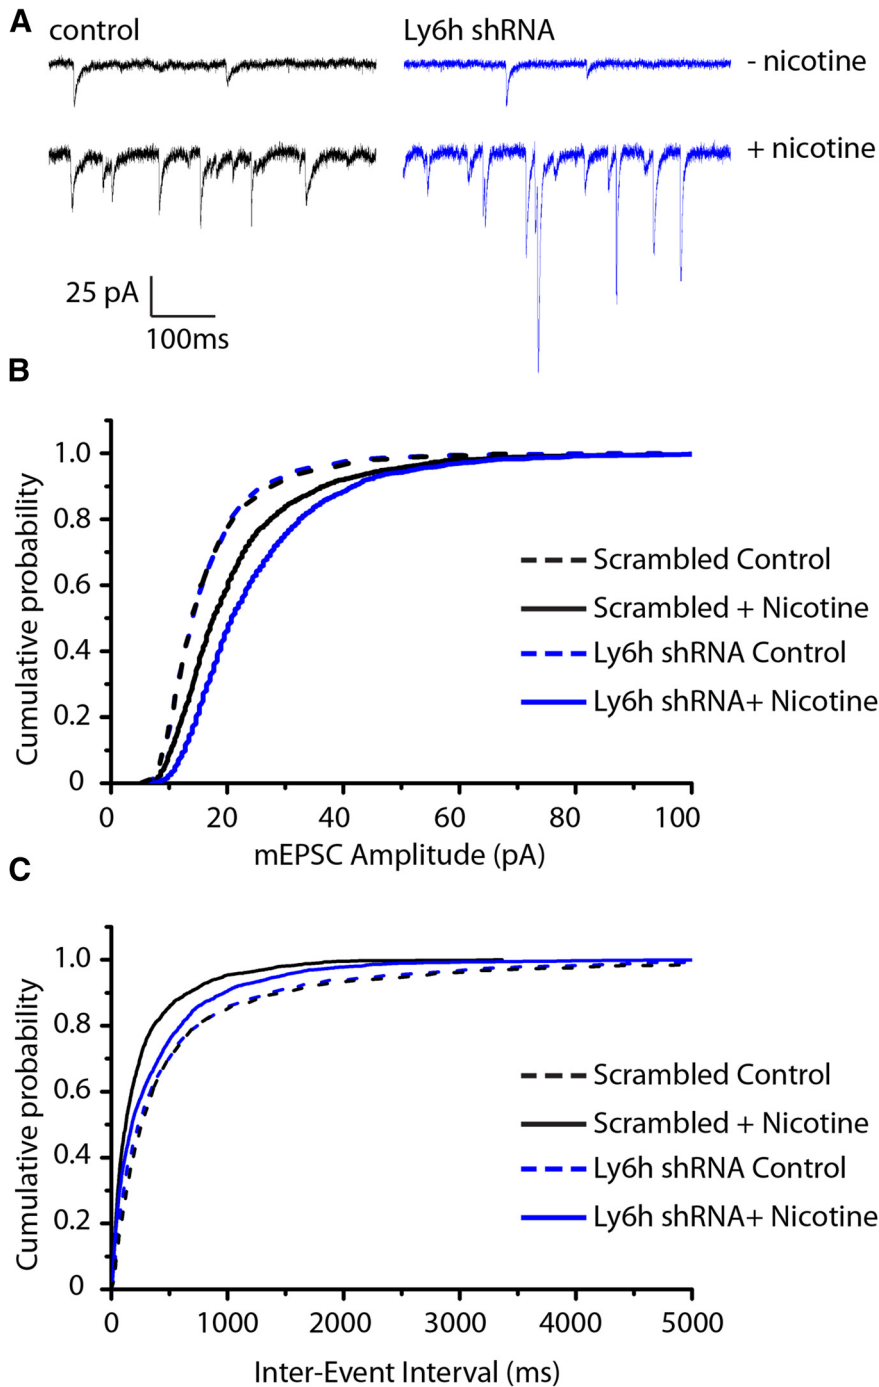 A
control
Ly6h shRNA
- nicotine
+ nicotine
25 pA
100ms
B
Cumulative probability
1.0
0.8
0.6
0.4
0.2
0
0 20 40 60 80 100
mEPSC Amplitude (pA)
Scrambled Control
Scrambled + Nicotine
Ly6h shRNA Control
Ly6h shRNA+ Nicotine
C
Cumulative probability
1.0
0.8
0.6
0.4
0.2
0
0 1000 2000 3000 4000 5000
Inter-Event Interval (ms)
Scrambled Control
Scrambled + Nicotine
Ly6h shRNA Control
Ly6h shRNA+ Nicotine